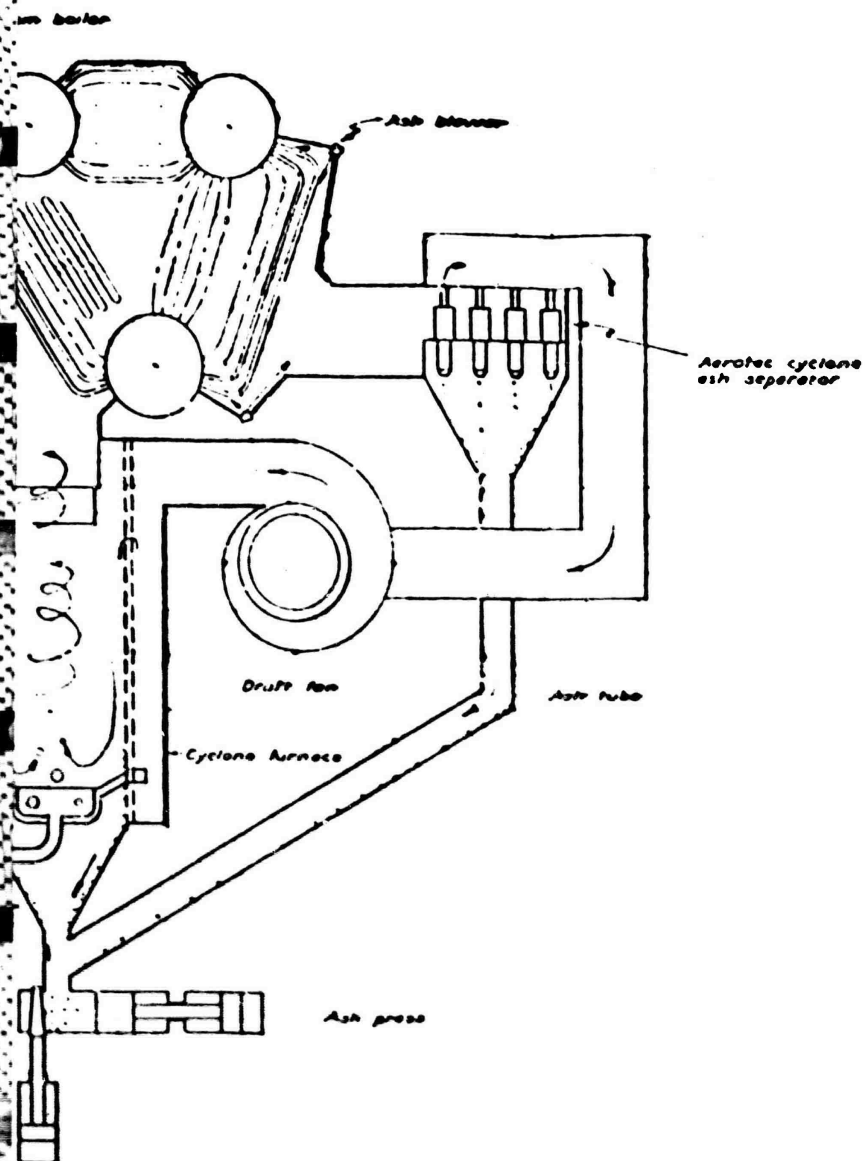 boiler
Ash blower
Aerotec cyclone
ash separator
Draft fan
Ash tube
Cyclone furnace
Ash press